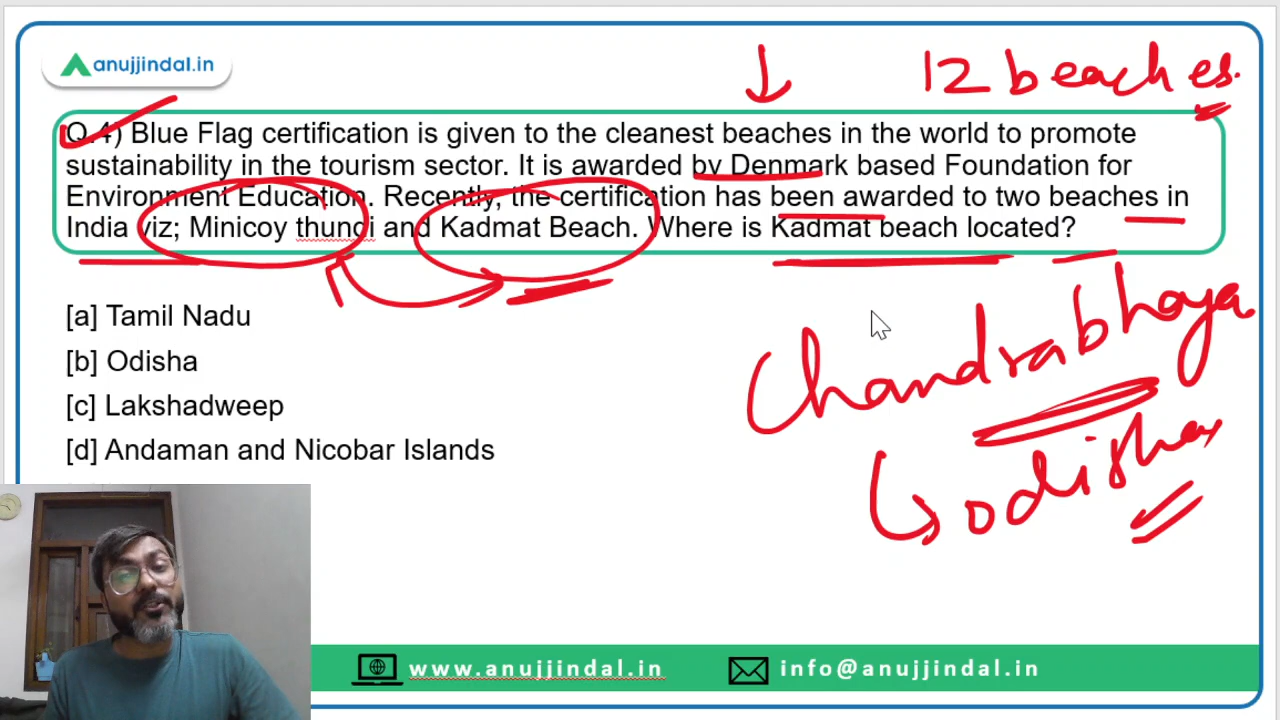 anujjindal.in
12 beaches.
Q.4) Blue Flag certification is given to the cleanest beaches in the world to promote
sustainability in the tourism sector. It is awarded by Denmark based Foundation for
Environment Education. Recently, the certification has been awarded to two beaches in
India viz; Minicoy thundi and Kadmat Beach. Where is Kadmat beach located?
[a] Tamil Nadu
[b] Odisha
[c] Lakshadweep
[d] Andaman and Nicobar Islands
Chandrabhaga
odisha
www.anujjindal.in
info@anujjindal.in